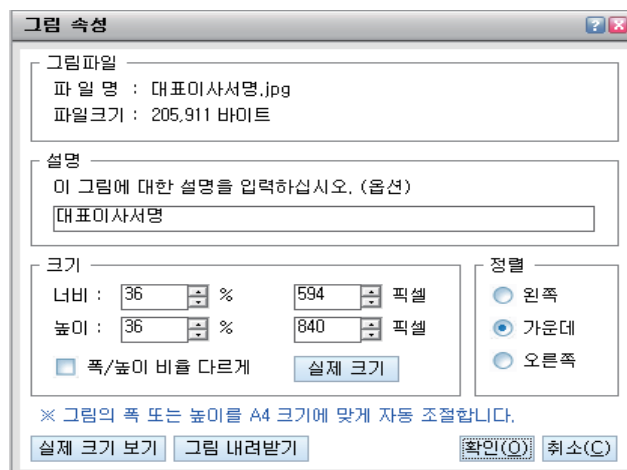 그림 속성
그림파일
파 일 명 : 대표이사서명.jpg
파일크기 : 205,911 바이트
설명
이 그림에 대한 설명을 입력하십시오. (옵션)
대표이사서명
크기
너비 : 36 % 594 픽셀
높이 : 36 % 840 픽셀
폭/높이 비율 다르게 실제 크기
정렬
왼쪽
가운데
오른쪽
※ 그림의 폭 또는 높이를 A4 크기에 맞게 자동 조절합니다.
실제 크기 보기 그림 내려받기 확인(O) 취소(C)